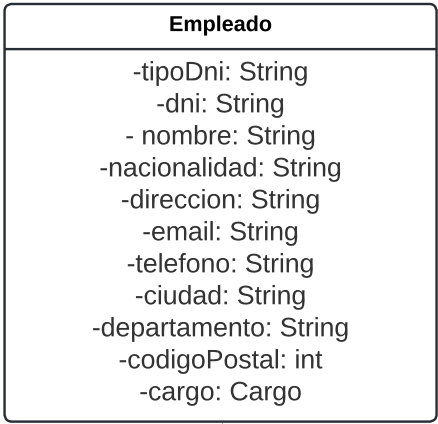 Empleado
-tipoDni: String
-dni: String
- nombre: String
-nacionalidad: String
-direccion: String
-email: String
-telefono: String
-ciudad: String
-departamento: String
-codigoPostal: int
-cargo: Cargo